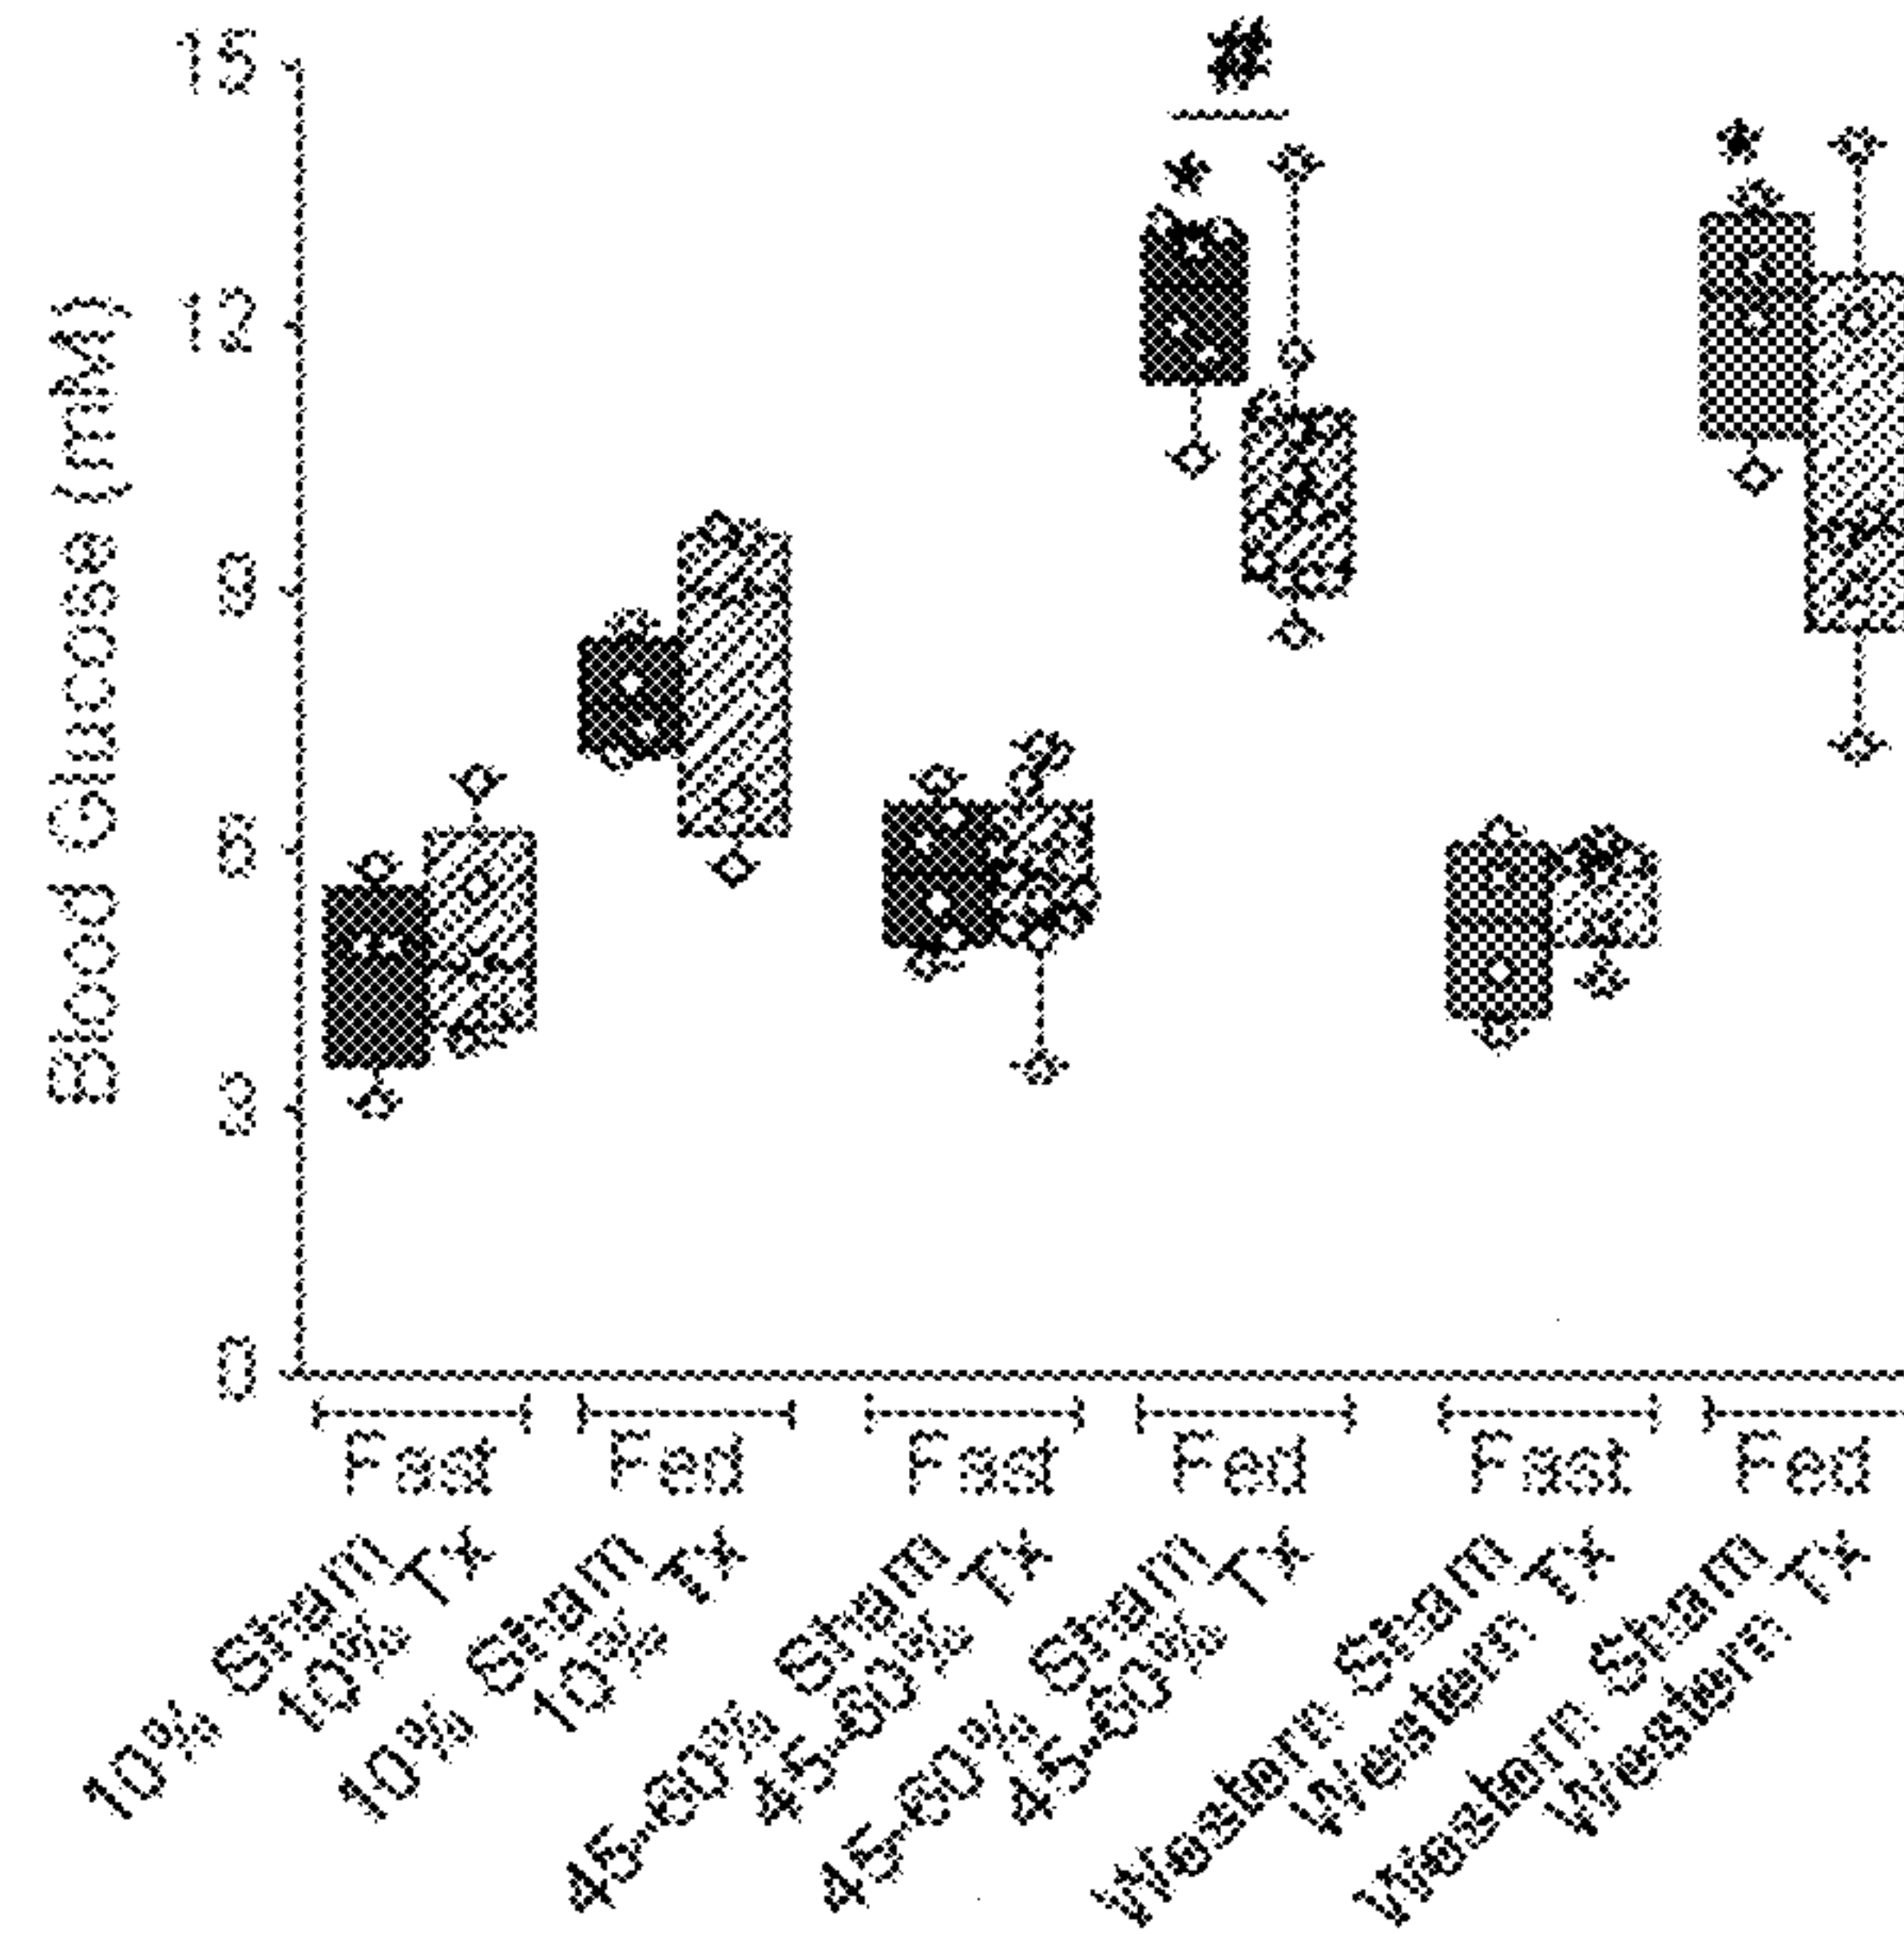 Blood Glucose (mM)
15
12
9
6
3
0
#
*
*
Fast
Fed
Fast
Fed
Fast
Fed
10% Sham
10% Tx
10% Sham
10% Tx
45-60% Sham
45-60% Tx
45-60% Sham
45-60% Tx
Western Sham
Western Tx
Western Sham
Western Tx